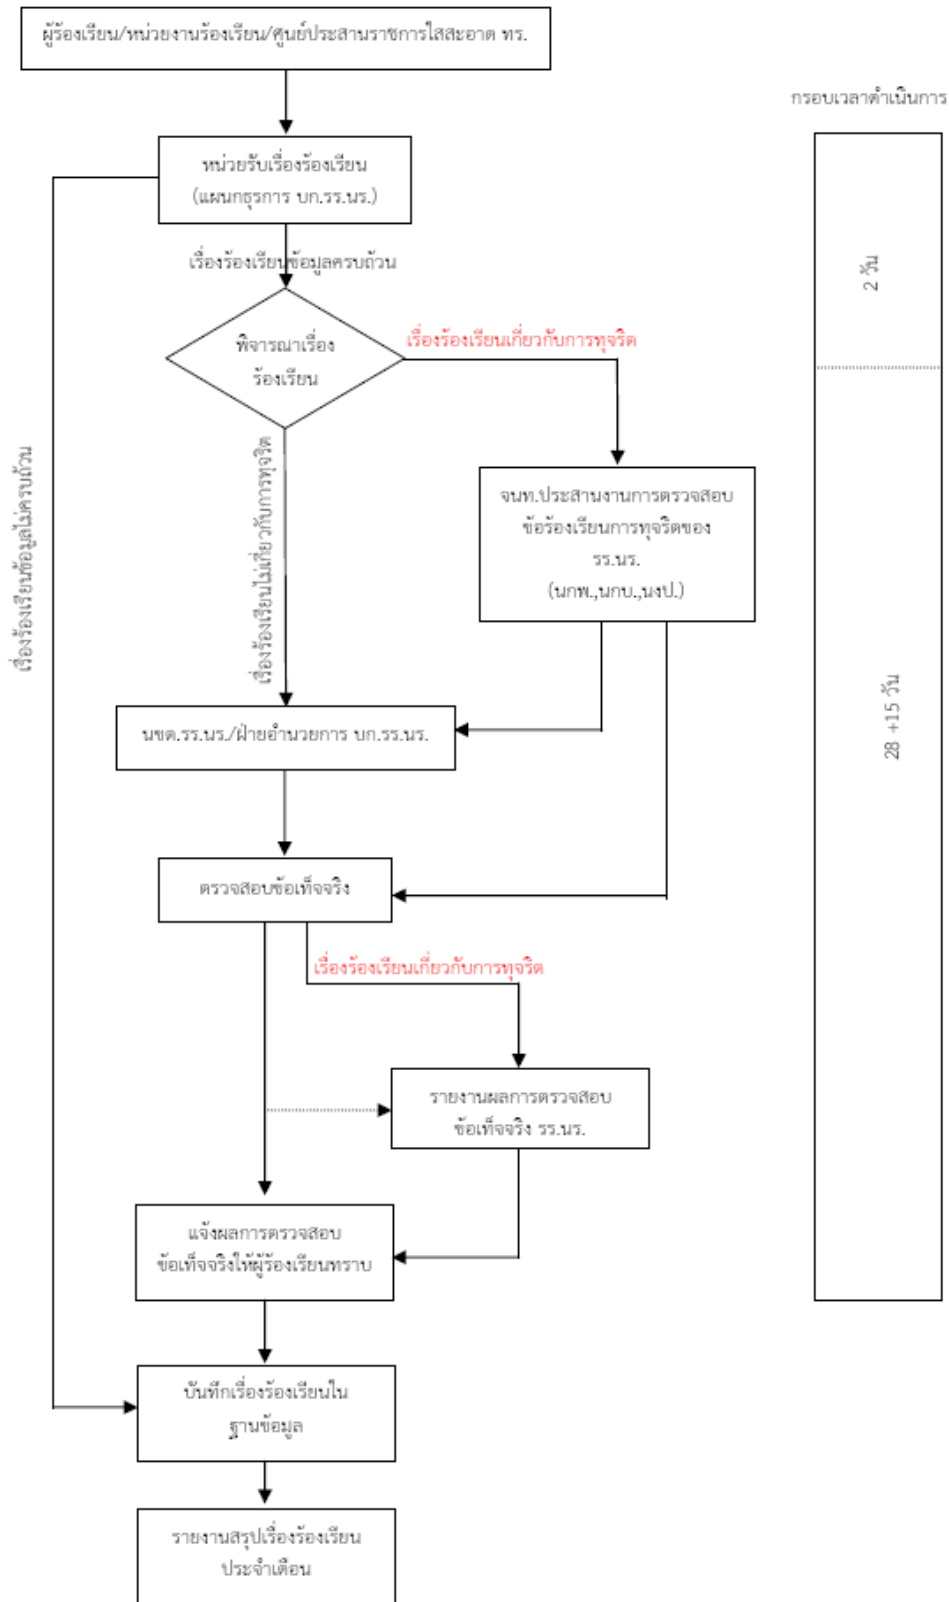 ผู้ร้องเรียน/หน่วยงานร้องเรียน/ศูนย์ประสานราชการใสสะอาด ทร.
กรอบเวลาดำเนินการ
หน่วยรับเรื่องร้องเรียน
(แผนกธุรการ บก.รร.นร.)
เรื่องร้องเรียนข้อมูลครบถ้วน
2 วัน
พิจารณาเรื่อง
ร้องเรียน
เรื่องร้องเรียนเกี่ยวกับการทุจริต
เรื่องร้องเรียนข้อมูลไม่ครบถ้วน
เรื่องร้องเรียนไม่เกี่ยวกับการทุจริต
จนท.ประสานงานการตรวจสอบ
ข้อร้องเรียนการทุจริตของ
รร.นร.
(นกพ.,นกบ.,นงป.)
28 +15 วัน
นขต.รร.นร./ฝ่ายอำนวยการ บก.รร.นร.
ตรวจสอบข้อเท็จจริง
เรื่องร้องเรียนเกี่ยวกับการทุจริต
รายงานผลการตรวจสอบ
ข้อเท็จจริง รร.นร.
แจ้งผลการตรวจสอบ
ข้อเท็จจริงให้ผู้ร้องเรียนทราบ
บันทึกเรื่องร้องเรียนใน
ฐานข้อมูล
รายงานสรุปเรื่องร้องเรียน
ประจำเดือน